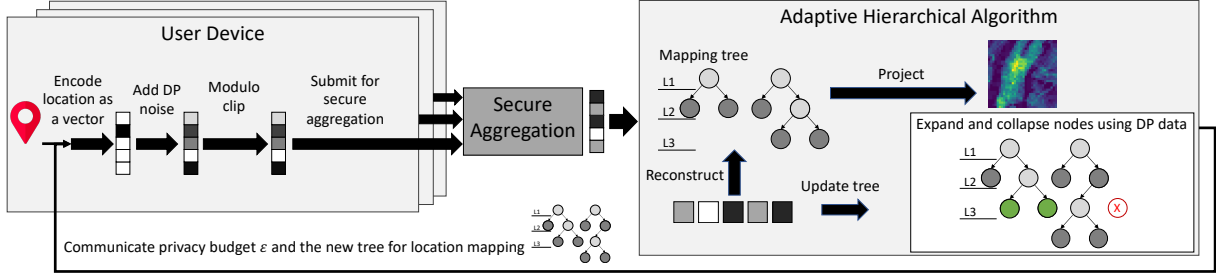 User Device
Encode
location as
a vector
Add DP
noise
Modulo
clip
Submit for
secure
aggregation
Secure
Aggregation
Adaptive Hierarchical Algorithm
Mapping tree
L1
L2
L3
Project
Reconstruct
Update tree
Expand and collapse nodes using DP data
L1
L2
L3
X
Communicate privacy budget ε and the new tree for location mapping
L1
L2
L3